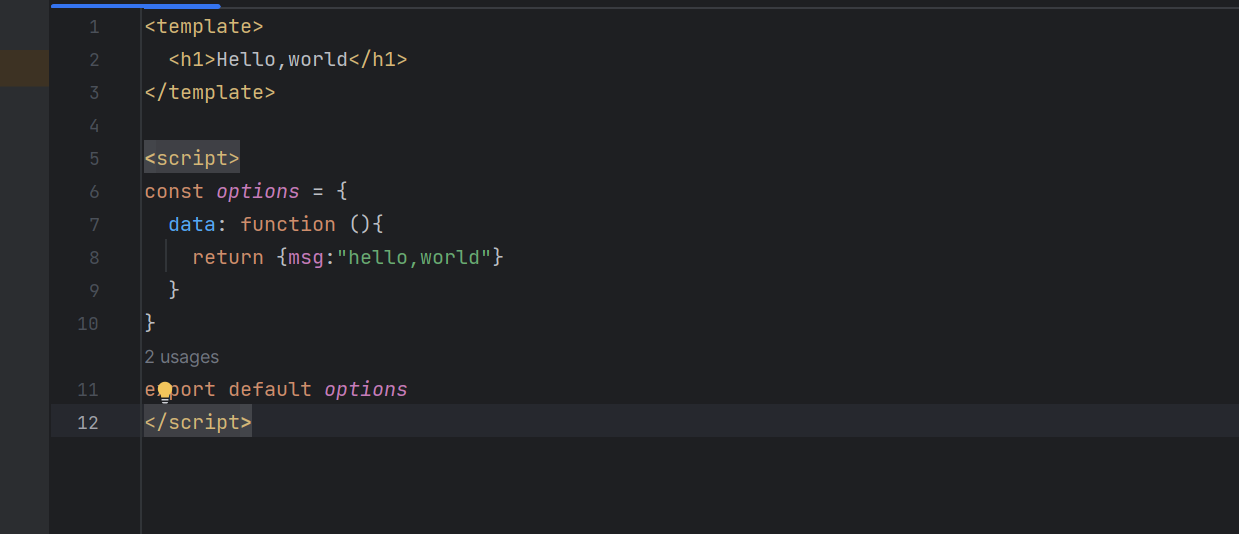 1 <template>
2 <h1>Hello,world</h1>
3 </template>
4
5 <script>
6 const options = {
7 data: function (){
8 return {msg:"hello,world"}
9 }
10 }
2 usages
11 export default options
12 </script>